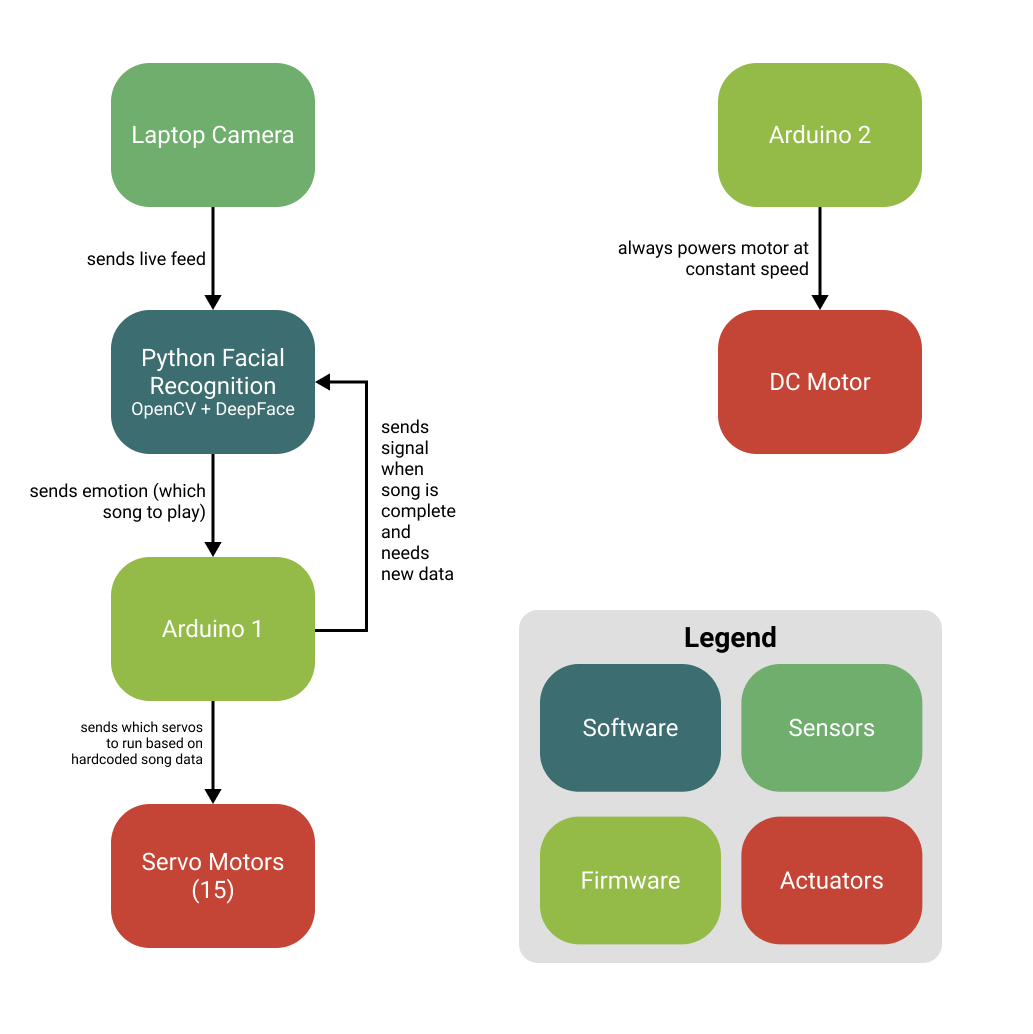 Laptop Camera
sends live feed
Python Facial
Recognition
OpenCV + DeepFace
sends emotion (which
song to play)
sends
signal
when
song is
complete
and
needs
new data
Arduino 1
sends which servos
to run based on
hardcoded song data
Servo Motors
(15)
Arduino 2
always powers motor at
constant speed
DC Motor
Legend
Software
Sensors
Firmware
Actuators